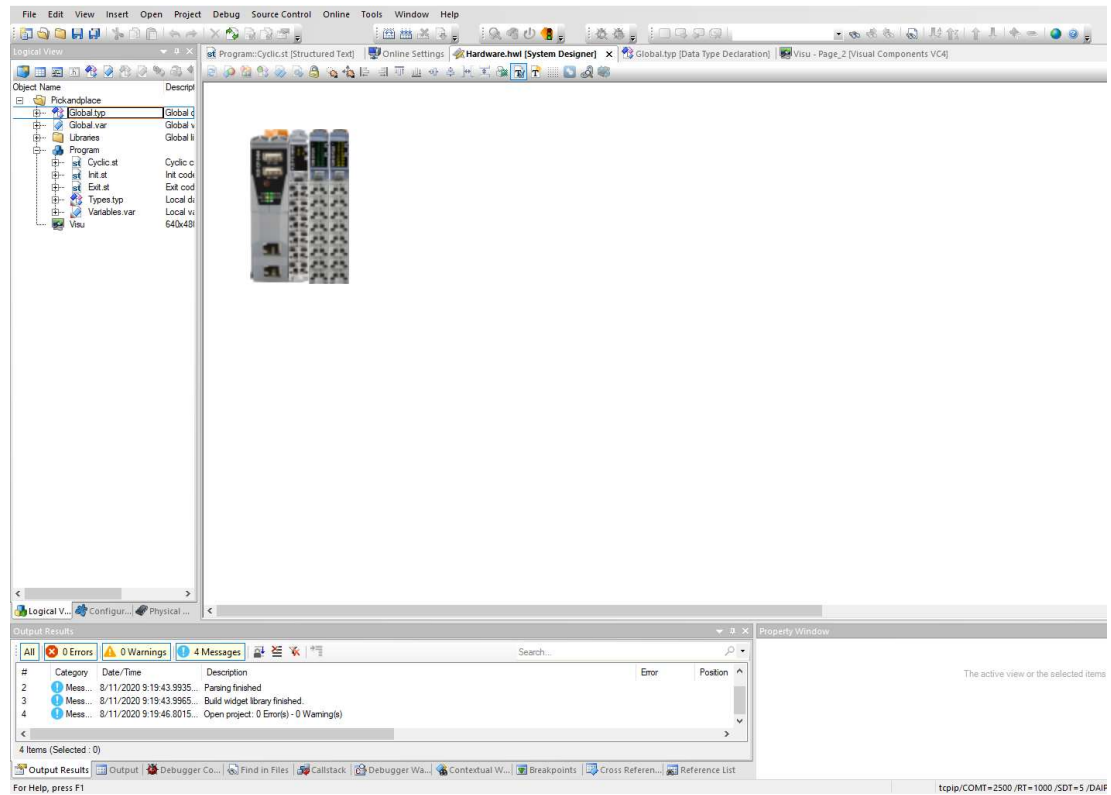 File Edit View Insert Open Project Debug Source Control Online Tools Window Help
Logical View
Program::Cyclic.st [Structured Text] Online Settings Hardware.hwl [System Designer] Global.typ [Data Type Declaration] Visu - Page_2 [Visual Components VC4]
Object Name Descript
Pickandplace
Global.typ Global d
Global.var Global v
Libraries Global li
Program
Cyclic.st Cyclic c
Init.st Init code
Exit.st Exit cod
Types.typ Local da
Variables.var Local va
Visu 640x480
Logical V... Configur... Physical ...
Output Results
Property Window
All 0 Errors 0 Warnings 4 Messages Search...
# Category Date/Time Description Error Position
2 Mess... 8/11/2020 9:19:43.9935... Parsing finished
3 Mess... 8/11/2020 9:19:43.9965... Build widget library finished.
4 Mess... 8/11/2020 9:19:46.8015... Open project: 0 Error(s) - 0 Warning(s)
The active view or the selected items
4 Items (Selected : 0)
Output Results Output Debugger Co... Find in Files Callstack Debugger Wa... Contextual W... Breakpoints Cross Referen... Reference List
For Help, press F1
tcpip/COMT=2500 /RT=1000 /SDT=5 /DAIP